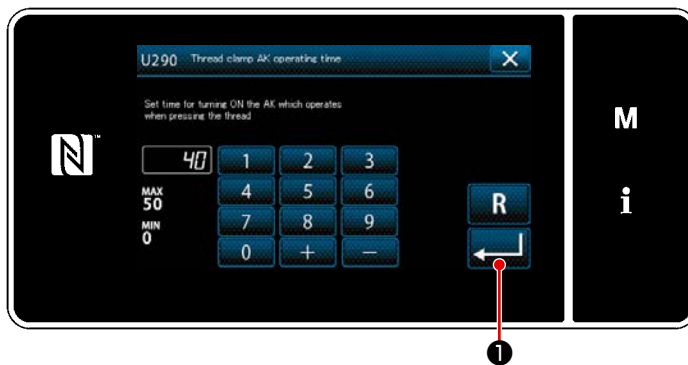 U290 Thread clamp AK operating time
Set time for turning ON the AK which operates
when pressing the thread
40
1 2 3
MAX
50
4 5 6
MIN
0
7 8 9
0 + −
R
M
i
N™
❶